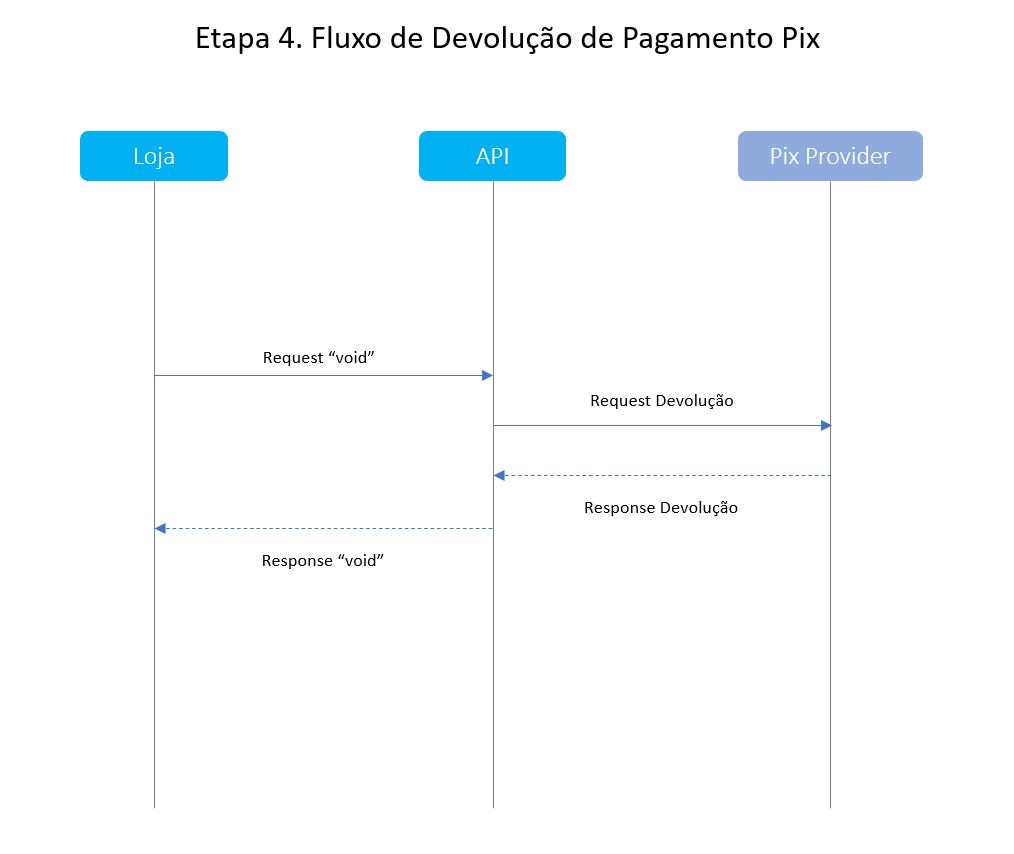 Etapa 4. Fluxo de Devolução de Pagamento Pix
Loja
API
Pix Provider
Request “void”
Request Devolução
Response Devolução
Response “void”